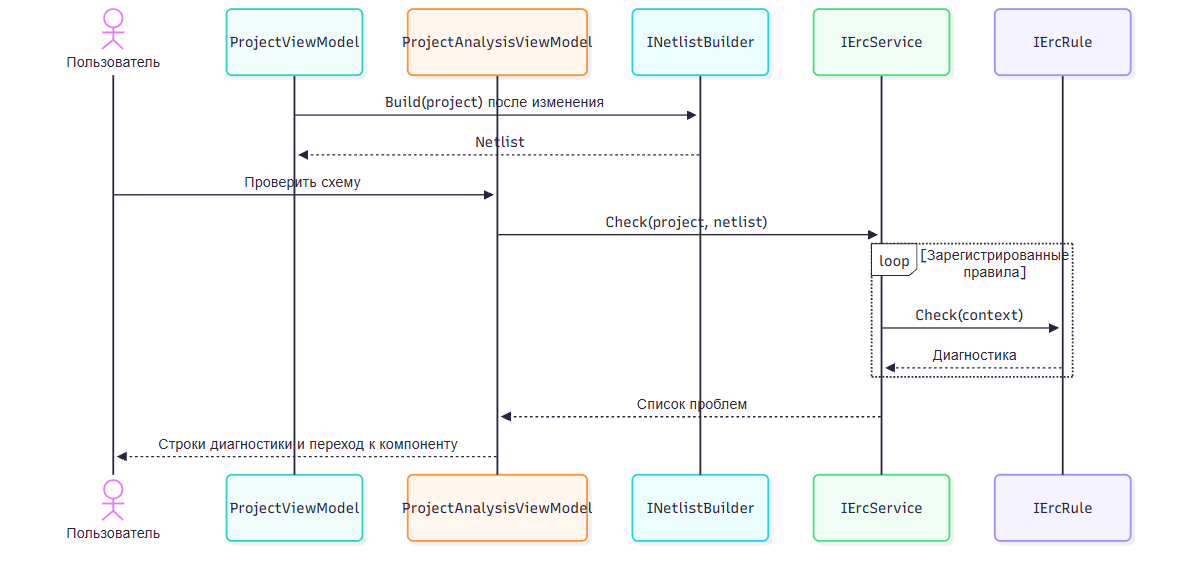 Пользователь
ProjectViewModel
ProjectAnalysisViewModel
INetlistBuilder
IErcService
IErcRule
Build(project) после изменения
Netlist
Проверить схему
Check(project, netlist)
loop
[Зарегистрированные
правила]
Check(context)
Диагностика
Список проблем
Строки диагностики и переход к компоненту
Пользователь
ProjectViewModel
ProjectAnalysisViewModel
INetlistBuilder
IErcService
IErcRule